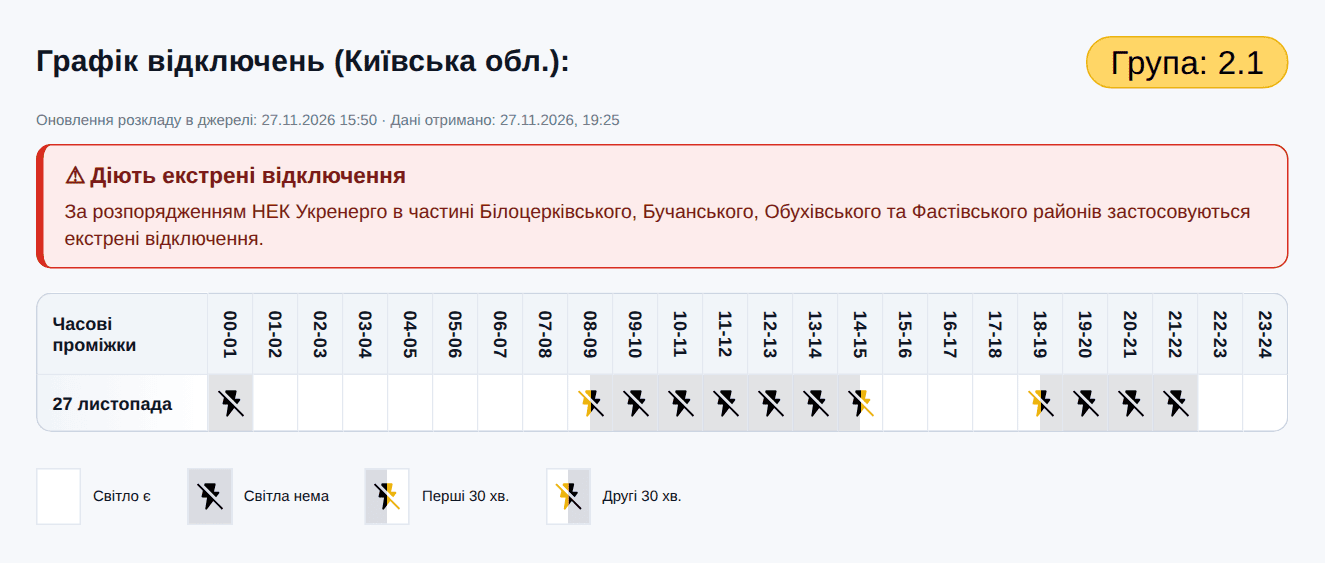 Графік відключень (Київська обл.):
Група: 2.1
Оновлення розкладу в джерелі: 27.11.2026 15:50 · Дані отримано: 27.11.2026, 19:25
⚠ Діють екстрені відключення
За розпорядженням НЕК Укренерго в частині Білоцерківського, Бучанського, Обухівського та Фастівського районів застосовуються
екстрені відключення.
Часові
проміжки
00-01
01-02
02-03
03-04
04-05
05-06
06-07
07-08
08-09
09-10
10-11
11-12
12-13
13-14
14-15
15-16
16-17
17-18
18-19
19-20
20-21
21-22
22-23
23-24
27 листопада
Світло є
Світла нема
Перші 30 хв.
Другі 30 хв.